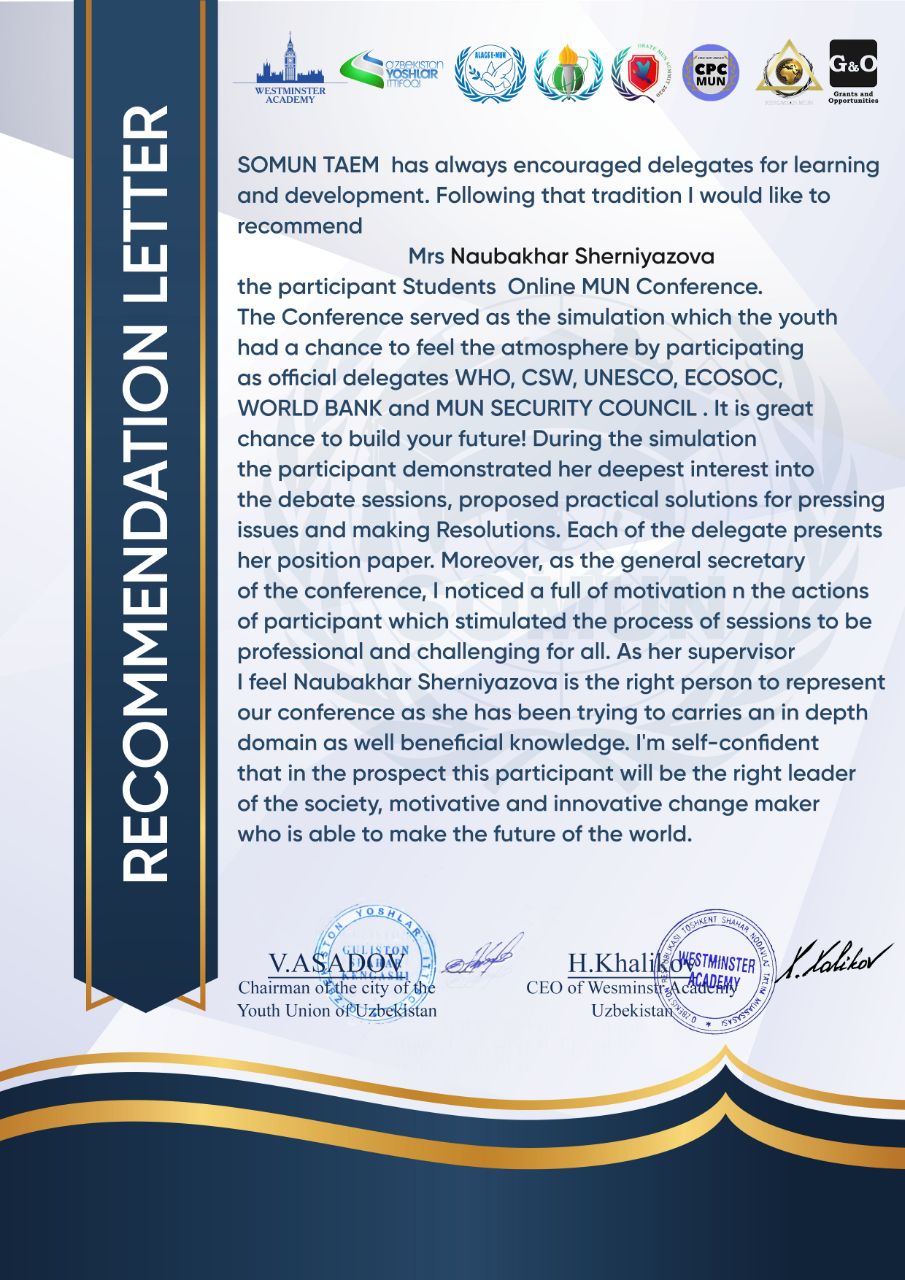 RECOMMENDATION LETTER
WESTMINSTER
ACADEMY
O'ZBEKISTON
YOSHLAR
ITTIFOQI
ALAGEE-MUN
CPC
MUN
G&O
Grants and
Opportunities
SOMUN TAEM has always encouraged delegates for learning
and development. Following that tradition I would like to
recommend
Mrs Naubakhar Sherniyazova
the participant Students Online MUN Conference.
The Conference served as the simulation which the youth
had a chance to feel the atmosphere by participating
as official delegates WHO, CSW, UNESCO, ECOSOC,
WORLD BANK and MUN SECURITY COUNCIL . It is great
chance to build your future! During the simulation
the participant demonstrated her deepest interest into
the debate sessions, proposed practical solutions for pressing
issues and making Resolutions. Each of the delegate presents
her position paper. Moreover, as the general secretary
of the conference, I noticed a full of motivation n the actions
of participant which stimulated the process of sessions to be
professional and challenging for all. As her supervisor
I feel Naubakhar Sherniyazova is the right person to represent
our conference as she has been trying to carries an in depth
domain as well beneficial knowledge. I'm self-confident
that in the prospect this participant will be the right leader
of the society, motivative and innovative change maker
who is able to make the future of the world.
SOMUN
V.ASADOV
Chairman of the city of the
Youth Union of Uzbekistan
GULISTON
SHAHAR
KENGASHI
H.Khalikov
CEO of Wesminstr Academy
Uzbekistan
WESTMINSTER
ACADEMY
X.Xalikov